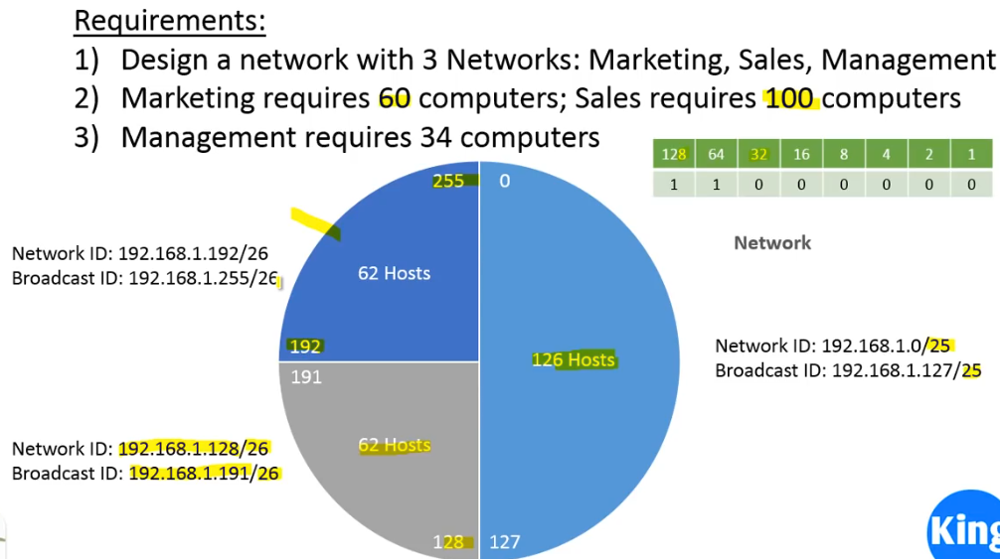 Requirements:
1) Design a network with 3 Networks: Marketing, Sales, Management
2) Marketing requires 60 computers; Sales requires 100 computers
3) Management requires 34 computers
128 64 32 16 8 4 2 1
1 1 0 0 0 0 0 0
Network
255 0
Network ID: 192.168.1.192/26
Broadcast ID: 192.168.1.255/26
62 Hosts
192
191
126 Hosts
Network ID: 192.168.1.0/25
Broadcast ID: 192.168.1.127/25
Network ID: 192.168.1.128/26
Broadcast ID: 192.168.1.191/26
62 Hosts
128 127
King